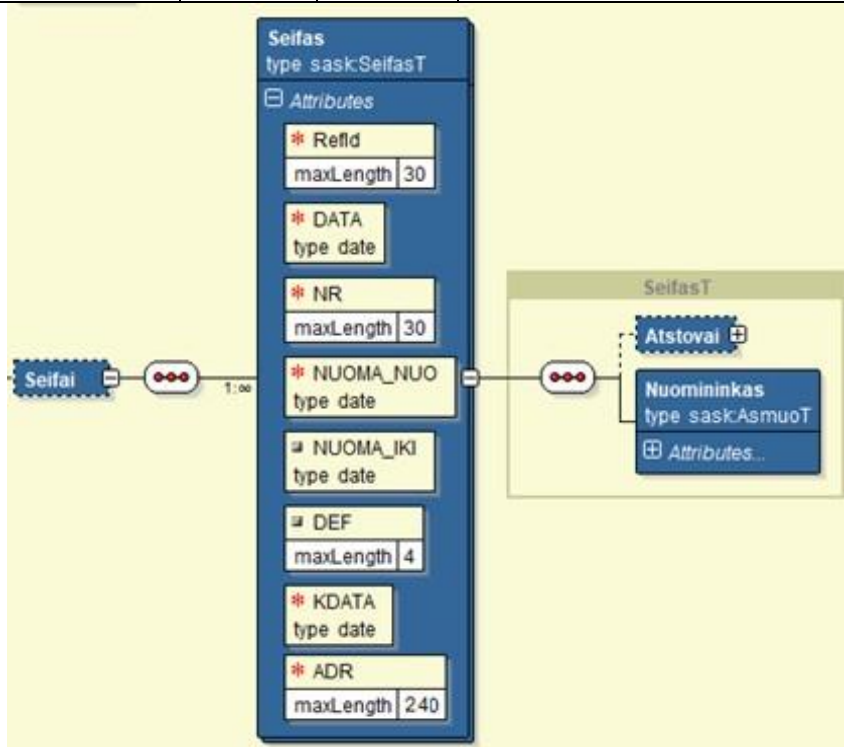 Seifas
type sask:SeifasT
Attributes
RefId
maxLength 30
DATA
type date
NR
maxLength 30
NUOMA_NUO
type date
NUOMA_IKI
type date
DEF
maxLength 4
KDATA
type date
ADR
maxLength 240
Seifai
1:∞
SeifasT
Atstovai
Nuomininkas
type sask:AsmuoT
Attributes...